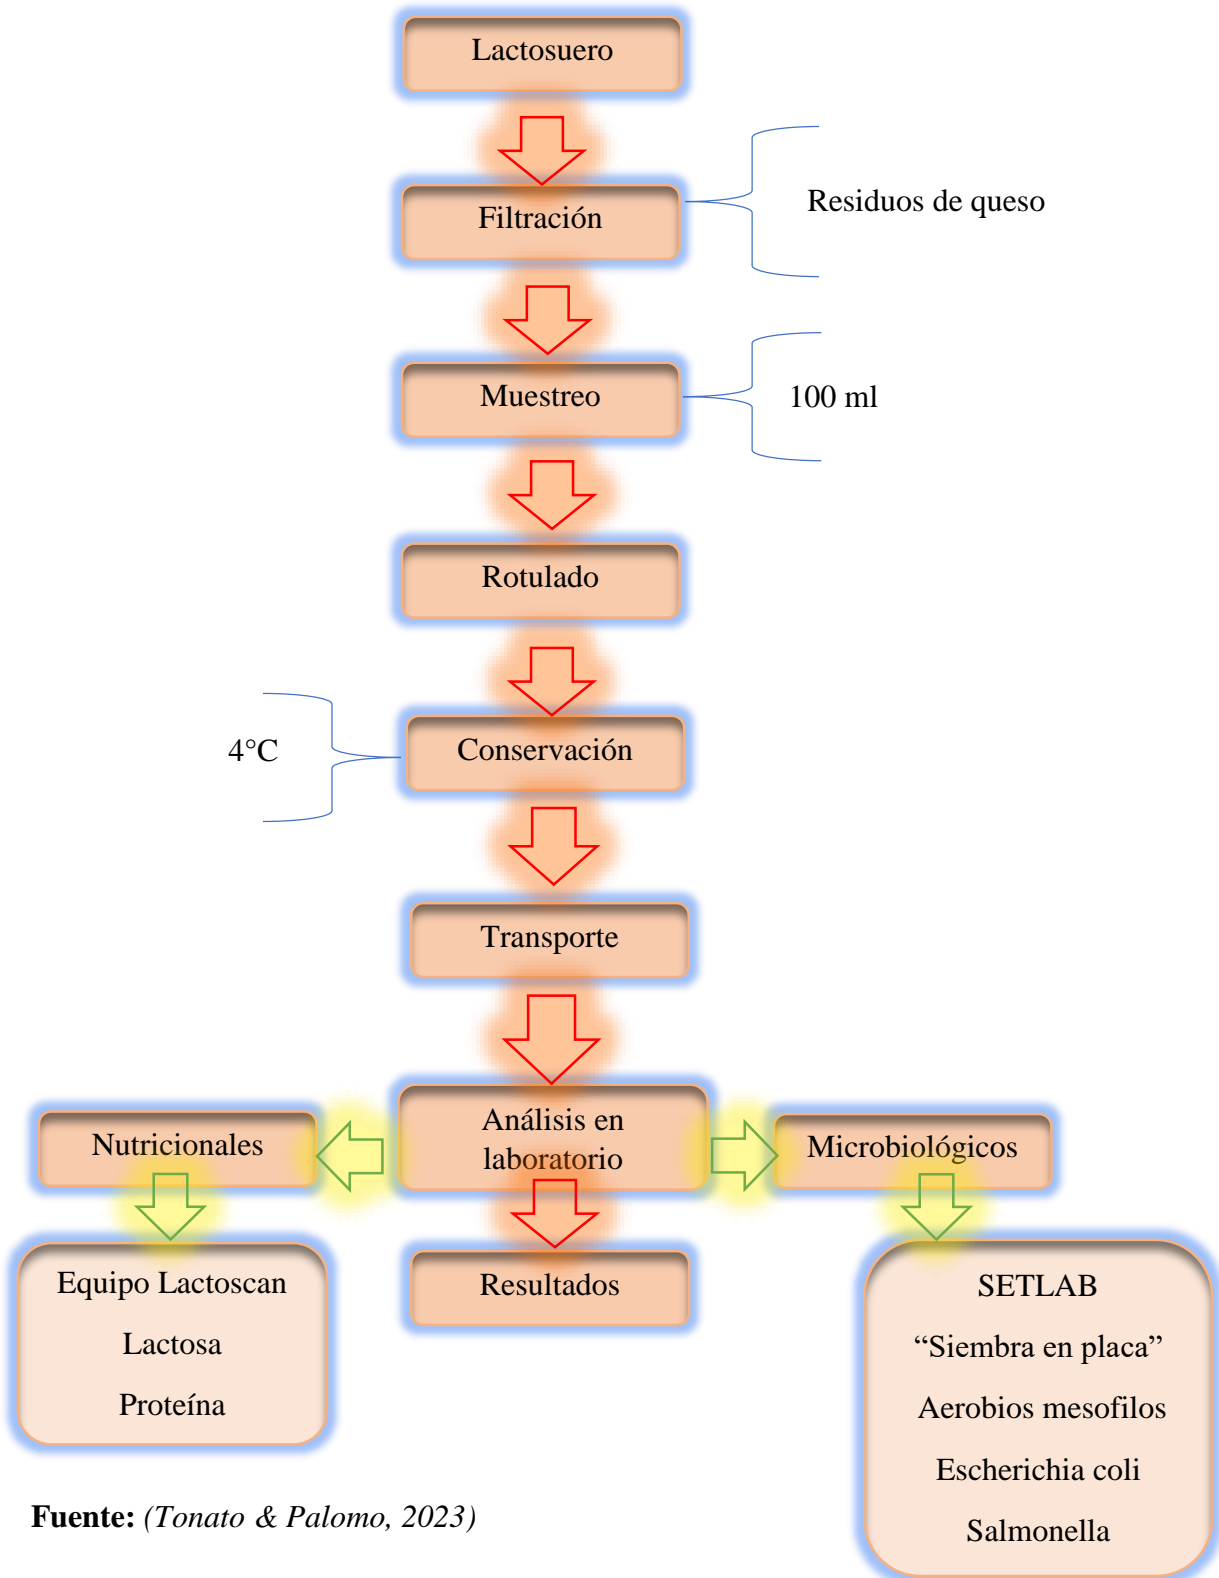 Lactosuero
Filtración
Residuos de queso
Muestreo
100 ml
Rotulado
4°C
Conservación
Transporte
Análisis en
laboratorio
Nutricionales
Microbiológicos
Equipo Lactoscan
Lactosa
Proteína
Resultados
SETLAB
“Siembra en placa”
Aerobios mesofilos
Escherichia coli
Salmonella
Fuente: (Tonato & Palomo, 2023)